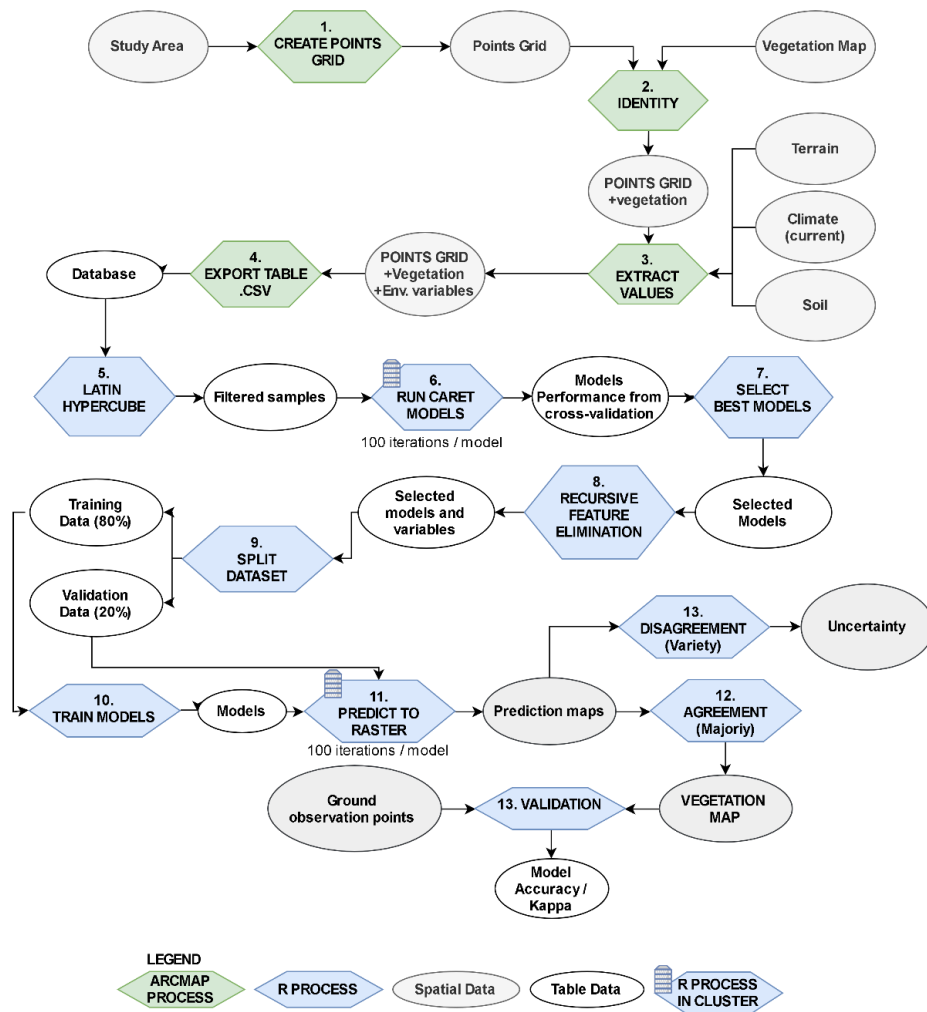 Study Area
1.
CREATE POINTS
GRID
Points Grid
Vegetation Map
2.
IDENTITY
Terrain
POINTS GRID
+vegetation
Climate
(current)
Database
4.
EXPORT TABLE
.CSV
POINTS GRID
+Vegetation
+Env. variables
3.
EXTRACT
VALUES
Soil
5.
LATIN
HYPERCUBE
Filtered samples
6.
RUN CARET
MODELS
100 iterations / model
Models
Performance from
cross-validation
7.
SELECT
BEST MODELS
Training
Data (80%)
Selected
models and
variables
8.
RECURSIVE
FEATURE
ELIMINATION
Selected
Models
9.
SPLIT
DATASET
Validation
Data (20%)
13.
DISAGREEMENT
(Variety)
Uncertainty
10.
TRAIN MODELS
Models
11.
PREDICT TO
RASTER
100 iterations / model
Prediction maps
12.
AGREEMENT
(Majoriy)
Ground
observation points
13. VALIDATION
VEGETATION
MAP
Model
Accuracy /
Kappa
LEGEND
ARCMAP
PROCESS
R PROCESS
Spatial Data
Table Data
R PROCESS
IN CLUSTER